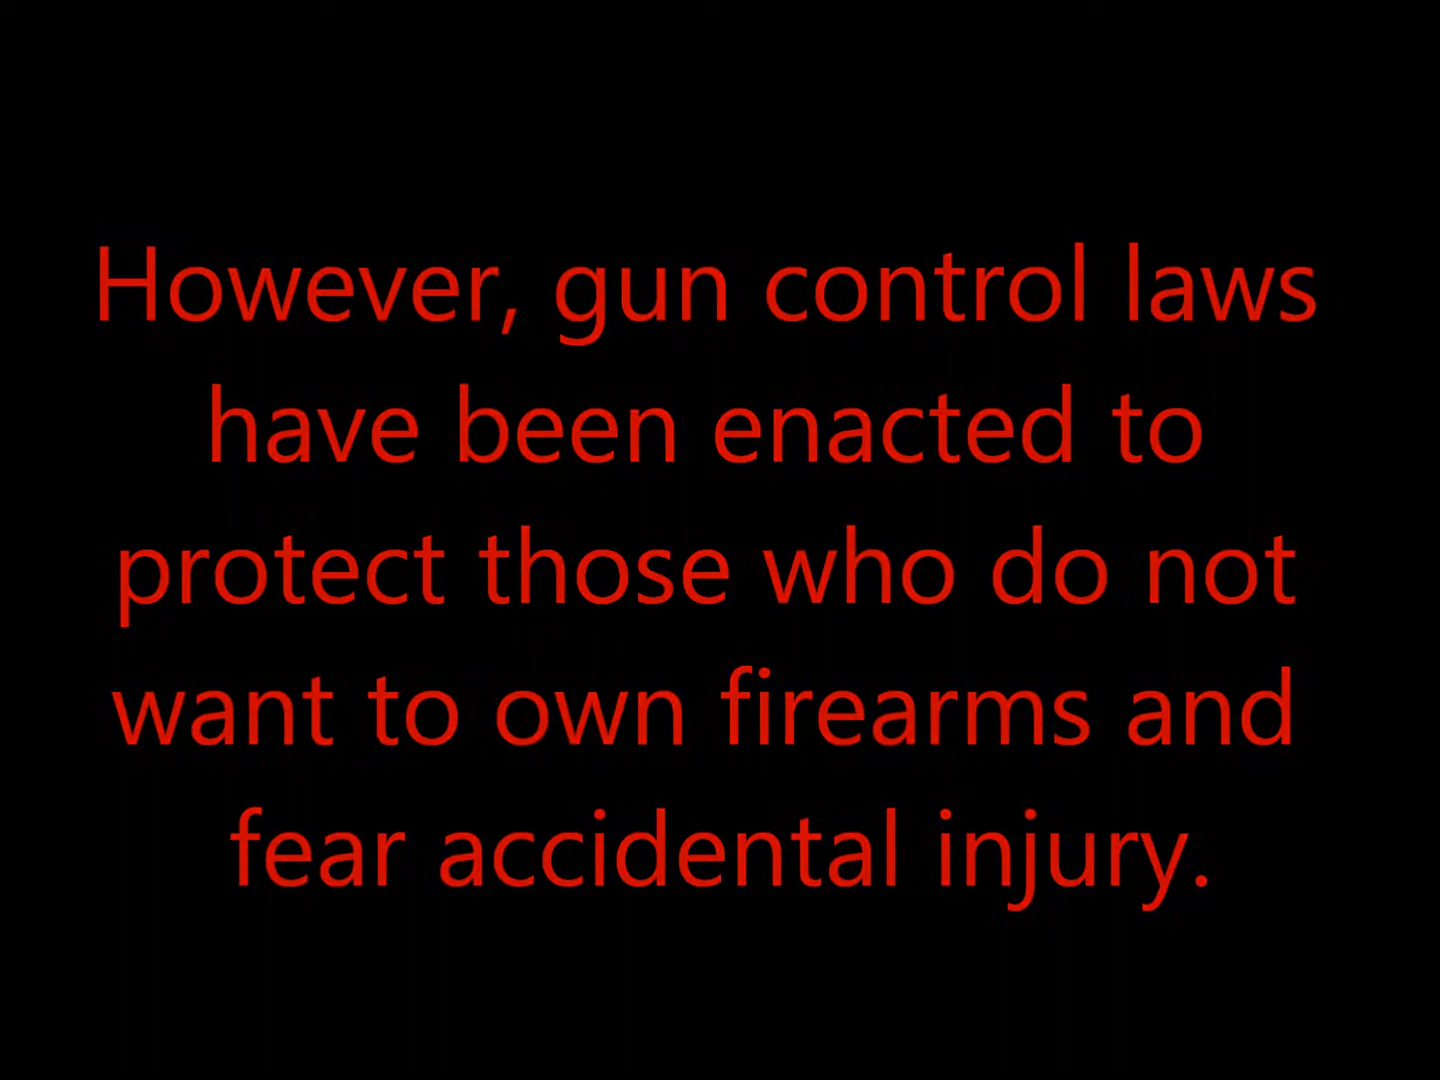 However, gun control laws
have been enacted to
protect those who do not
want to own firearms and
fear accidental injury.